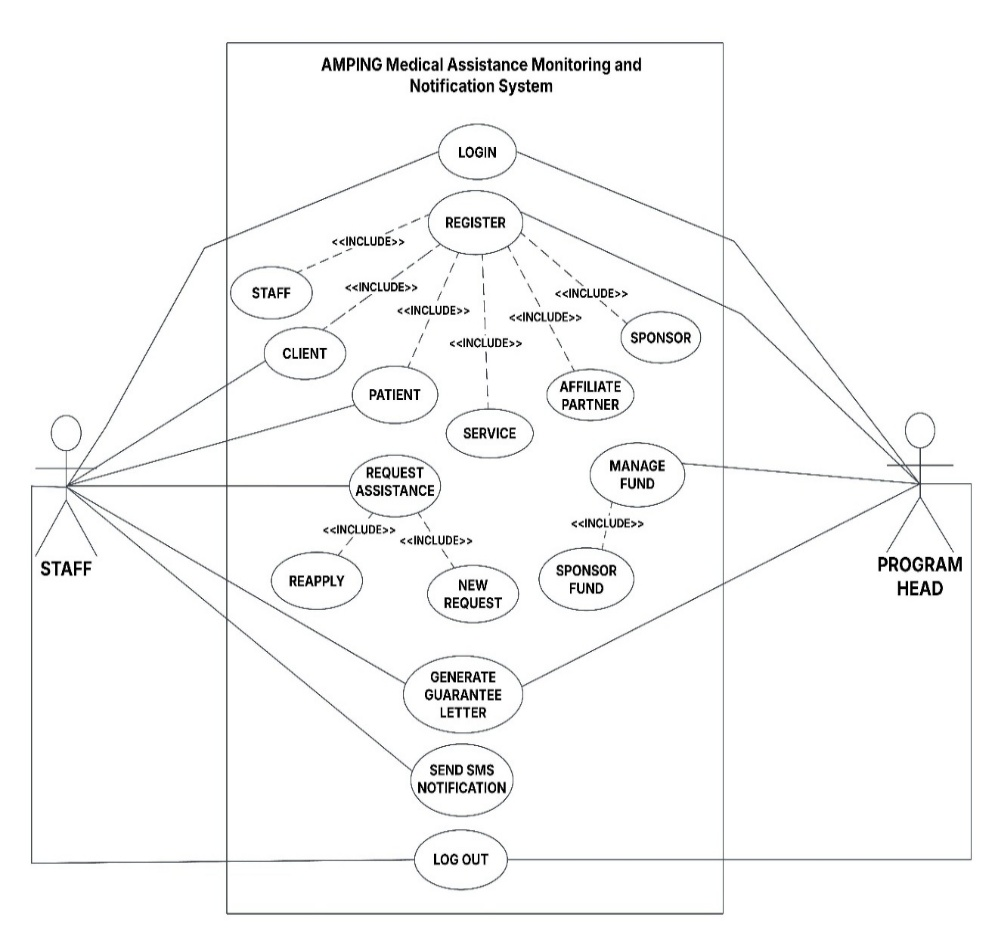 AMPING Medical Assistance Monitoring and
Notification System
LOGIN
REGISTER
<<INCLUDE>>
STAFF
<<INCLUDE>>
<<INCLUDE>>
<<INCLUDE>>
<<INCLUDE>>
<<INCLUDE>>
CLIENT
SPONSOR
PATIENT
AFFILIATE
PARTNER
SERVICE
REQUEST
ASSISTANCE
MANAGE
FUND
<<INCLUDE>>
<<INCLUDE>>
<<INCLUDE>>
STAFF
PROGRAM
HEAD
REAPPLY
NEW
REQUEST
SPONSOR
FUND
GENERATE
GUARANTEE
LETTER
SEND SMS
NOTIFICATION
LOG OUT